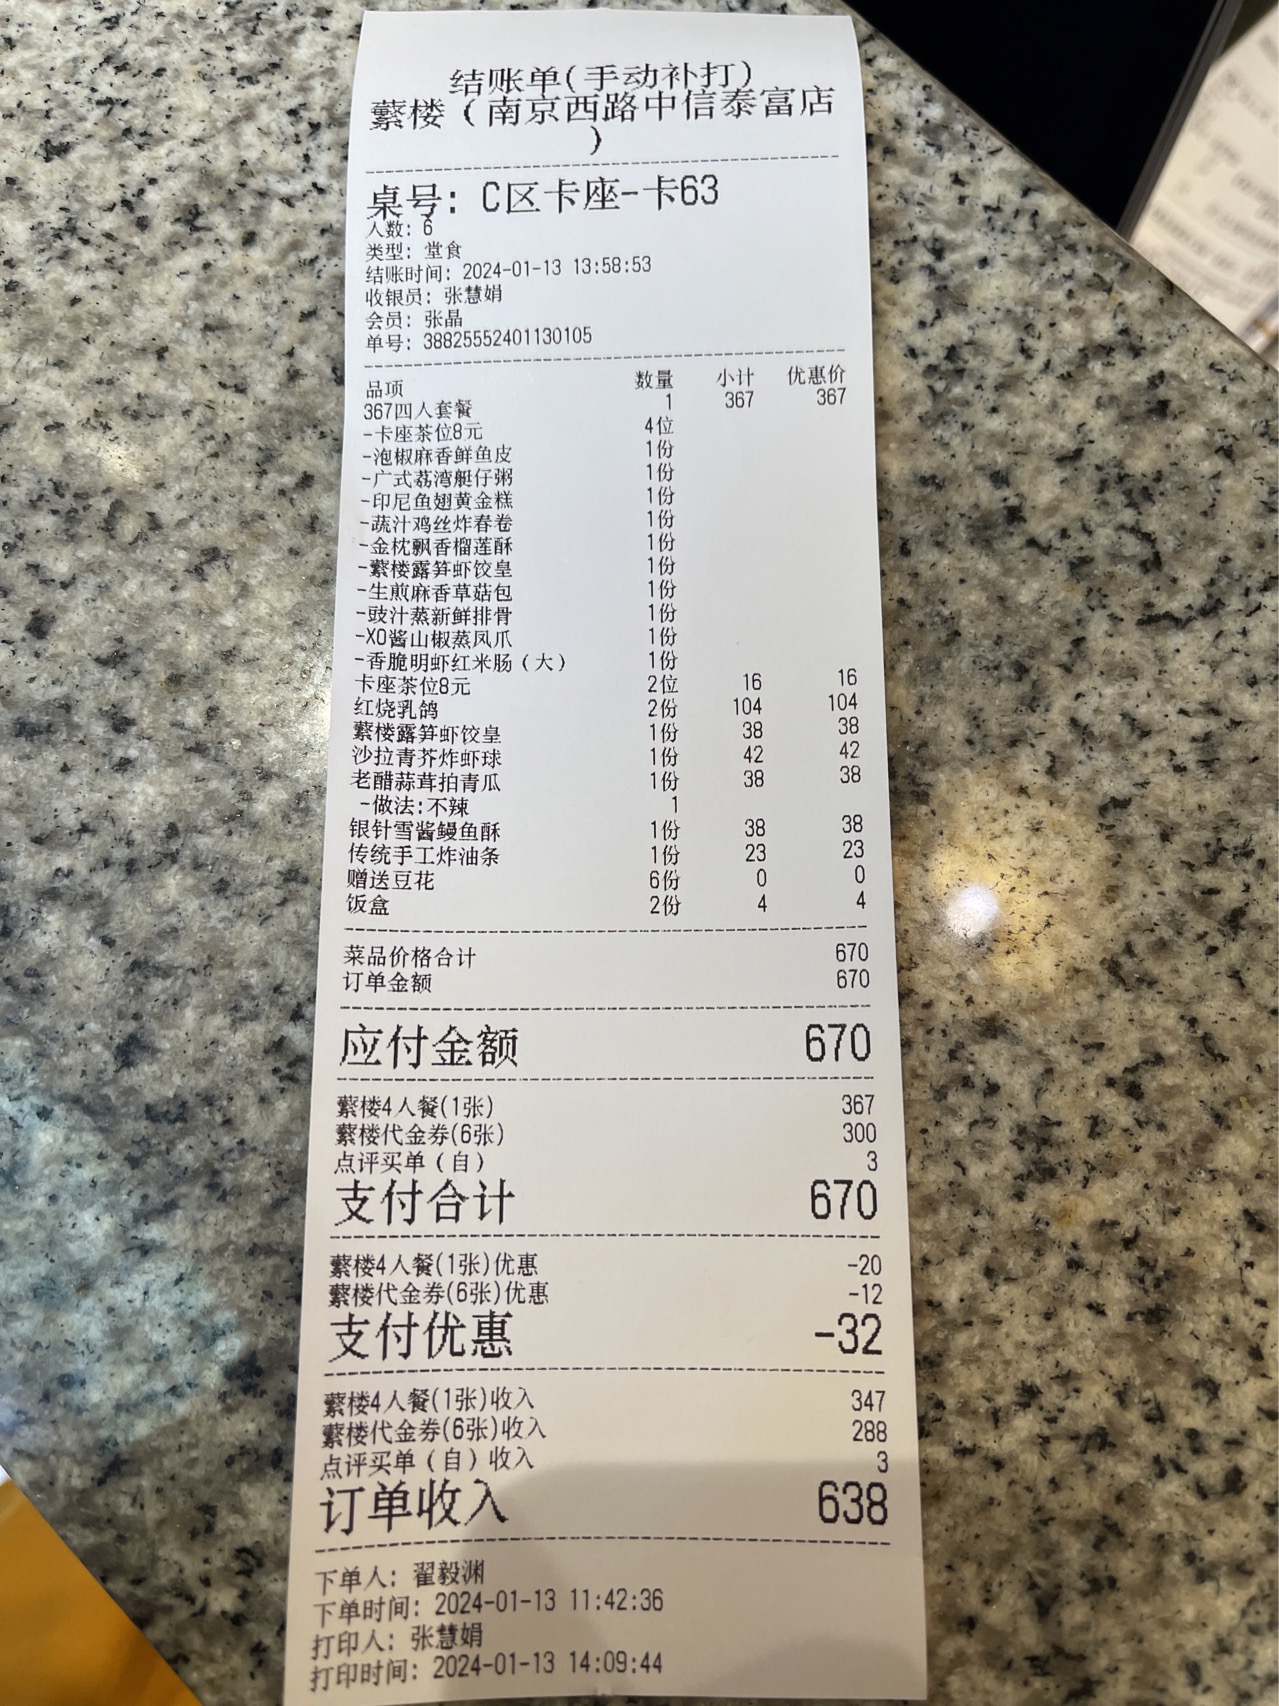 结账单(手动补打)
蘩楼（南京西路中信泰富店
）
桌号: C区卡座-卡63
人数: 6
类型: 堂食
结账时间: 2024-01-13 13:58:53
收银员: 张慧娟
会员: 张晶
单号: 38825552401130105
品项 数量 小计 优惠价
367四人套餐 1 367 367
-卡座茶位8元 4位
-泡椒麻香鲜鱼皮 1份
-广式荔湾艇仔粥 1份
-印尼鱼翅黄金糕 1份
-蔬汁鸡丝炸春卷 1份
-金枕飘香榴莲酥 1份
-蘩楼露笋虾饺皇 1份
-生煎麻香草菇包 1份
-豉汁蒸新鲜排骨 1份
-XO酱山椒蒸凤爪 1份
-香脆明虾红米肠（大） 1份
卡座茶位8元 2位 16 16
红烧乳鸽 2份 104 104
蘩楼露笋虾饺皇 1份 38 38
沙拉青芥炸虾球 1份 42 42
老醋蒜茸拍青瓜 1份 38 38
-做法:不辣 1
银针雪酱鳗鱼酥 1份 38 38
传统手工炸油条 1份 23 23
赠送豆花 6份 0 0
饭盒 2份 4 4
菜品价格合计 670
订单金额 670
应付金额 670
蘩楼4人餐(1张) 367
蘩楼代金券(6张) 300
点评买单（自） 3
支付合计 670
蘩楼4人餐(1张)优惠 -20
蘩楼代金券(6张)优惠 -12
支付优惠 -32
蘩楼4人餐(1张)收入 347
蘩楼代金券(6张)收入 288
点评买单（自）收入 3
订单收入 638
下单人: 翟毅渊
下单时间: 2024-01-13 11:42:36
打印人: 张慧娟
打印时间: 2024-01-13 14:09:44